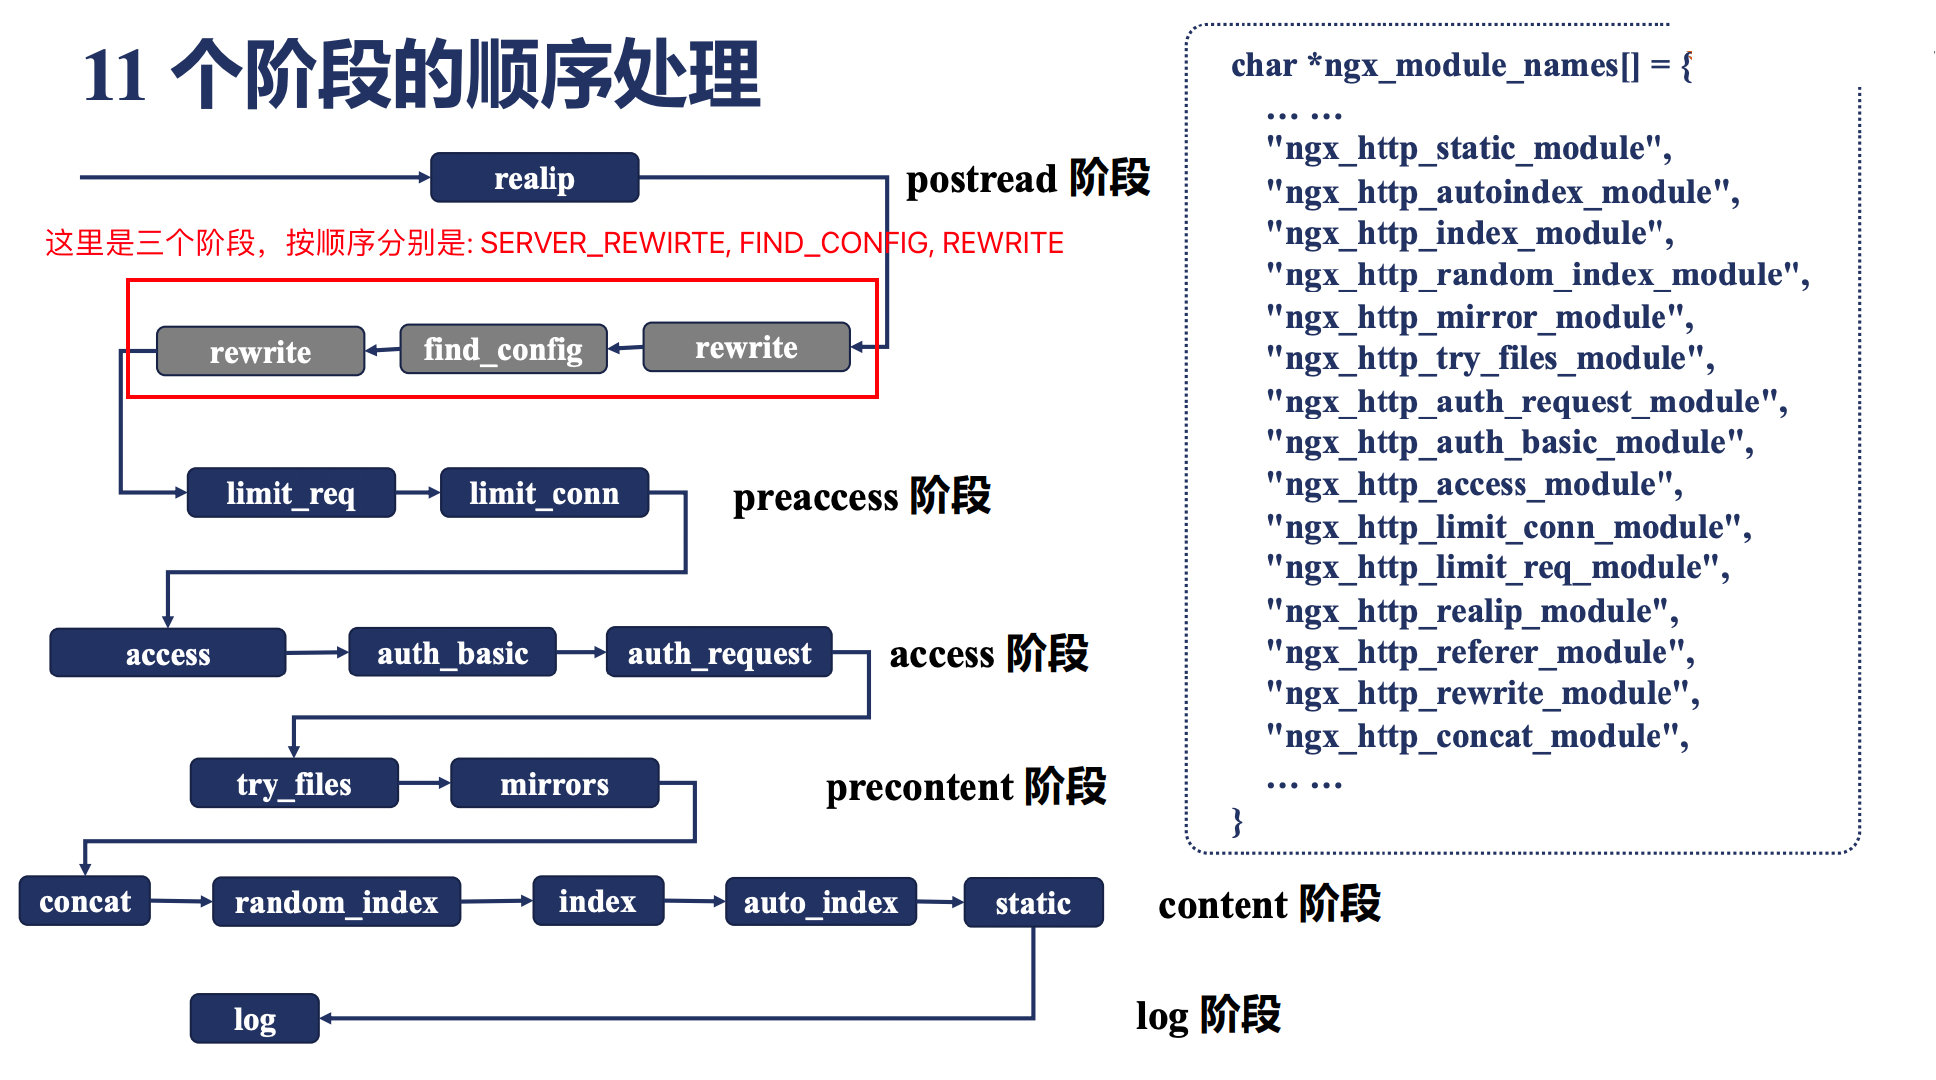 11 个阶段的顺序处理
realip
postread 阶段
这里是三个阶段，按顺序分别是: SERVER_REWIRTE, FIND_CONFIG, REWRITE
rewrite
find_config
rewrite
limit_req
limit_conn
preaccess 阶段
access
auth_basic
auth_request
access 阶段
try_files
mirrors
precontent 阶段
concat
random_index
index
auto_index
static
content 阶段
log
log 阶段
char *ngx_module_names[] = {
... ...
"ngx_http_static_module",
"ngx_http_autoindex_module",
"ngx_http_index_module",
"ngx_http_random_index_module",
"ngx_http_mirror_module",
"ngx_http_try_files_module",
"ngx_http_auth_request_module",
"ngx_http_auth_basic_module",
"ngx_http_access_module",
"ngx_http_limit_conn_module",
"ngx_http_limit_req_module",
"ngx_http_realip_module",
"ngx_http_referer_module",
"ngx_http_rewrite_module",
"ngx_http_concat_module",
... ...
}